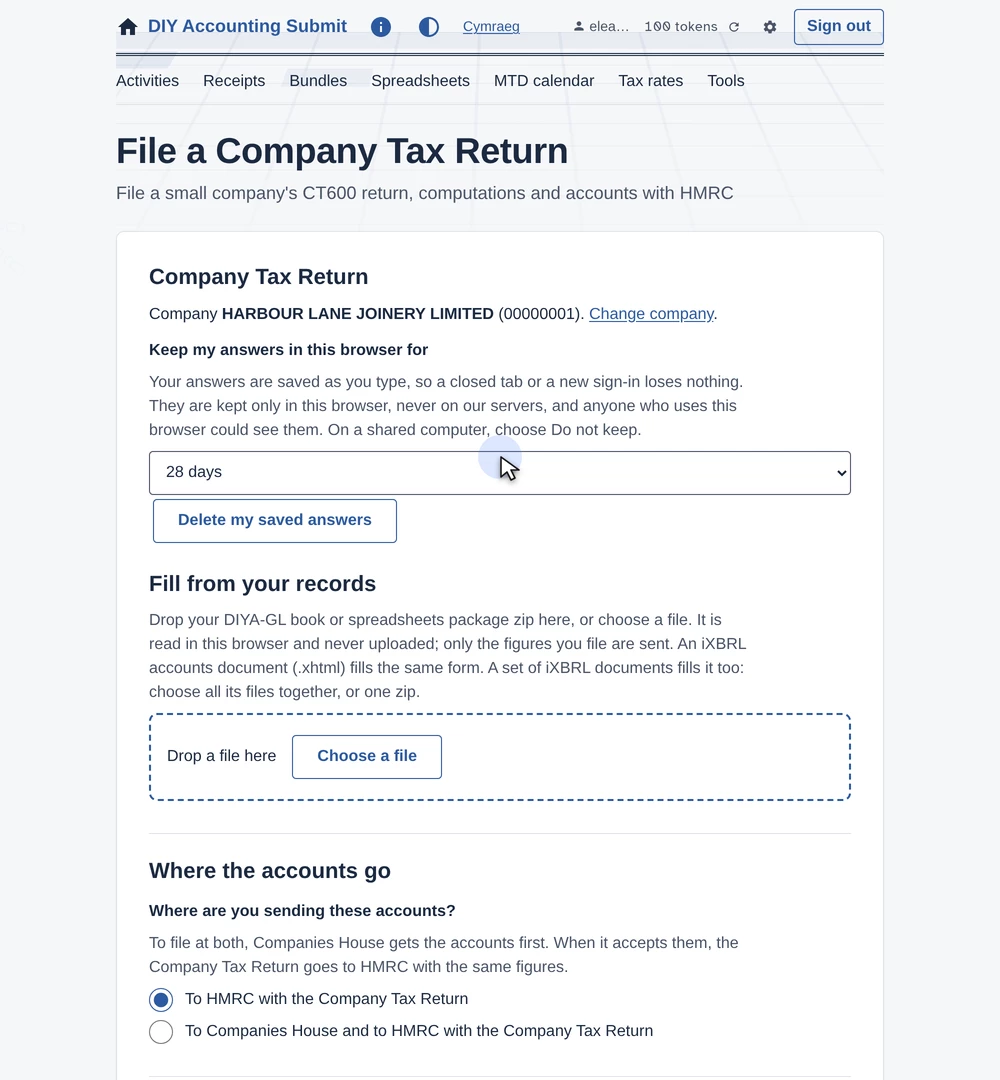 DIY Accounting Submit
Cymraeg
elea...
100 tokens
Sign out
Activities
Receipts
Bundles
Spreadsheets
MTD calendar
Tax rates
Tools
File a Company Tax Return
File a small company's CT600 return, computations and accounts with HMRC
Company Tax Return
Company HARBOUR LANE JOINERY LIMITED (00000001). Change company.
Keep my answers in this browser for
Your answers are saved as you type, so a closed tab or a new sign-in loses nothing.
They are kept only in this browser, never on our servers, and anyone who uses this
browser could see them. On a shared computer, choose Do not keep.
28 days
Delete my saved answers
Fill from your records
Drop your DIYA-GL book or spreadsheets package zip here, or choose a file. It is
read in this browser and never uploaded; only the figures you file are sent. An iXBRL
accounts document (.xhtml) fills the same form. A set of iXBRL documents fills it too:
choose all its files together, or one zip.
Drop a file here
Choose a file
Where the accounts go
Where are you sending these accounts?
To file at both, Companies House gets the accounts first. When it accepts them, the
Company Tax Return goes to HMRC with the same figures.
To HMRC with the Company Tax Return
To Companies House and to HMRC with the Company Tax Return